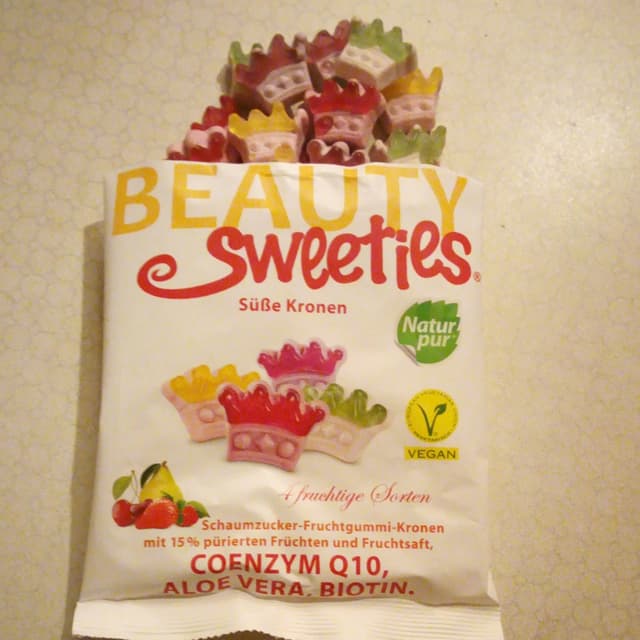 BEAUTY
Sweeties®
Süße Kronen
Natur
pur
VEGAN
4 fruchtige Sorten
Schaumzucker-Fruchtgummi-Kronen
mit 15% pürierten Früchten und Fruchtsaft,
COENZYM Q10,
ALOE VERA, BIOTIN.